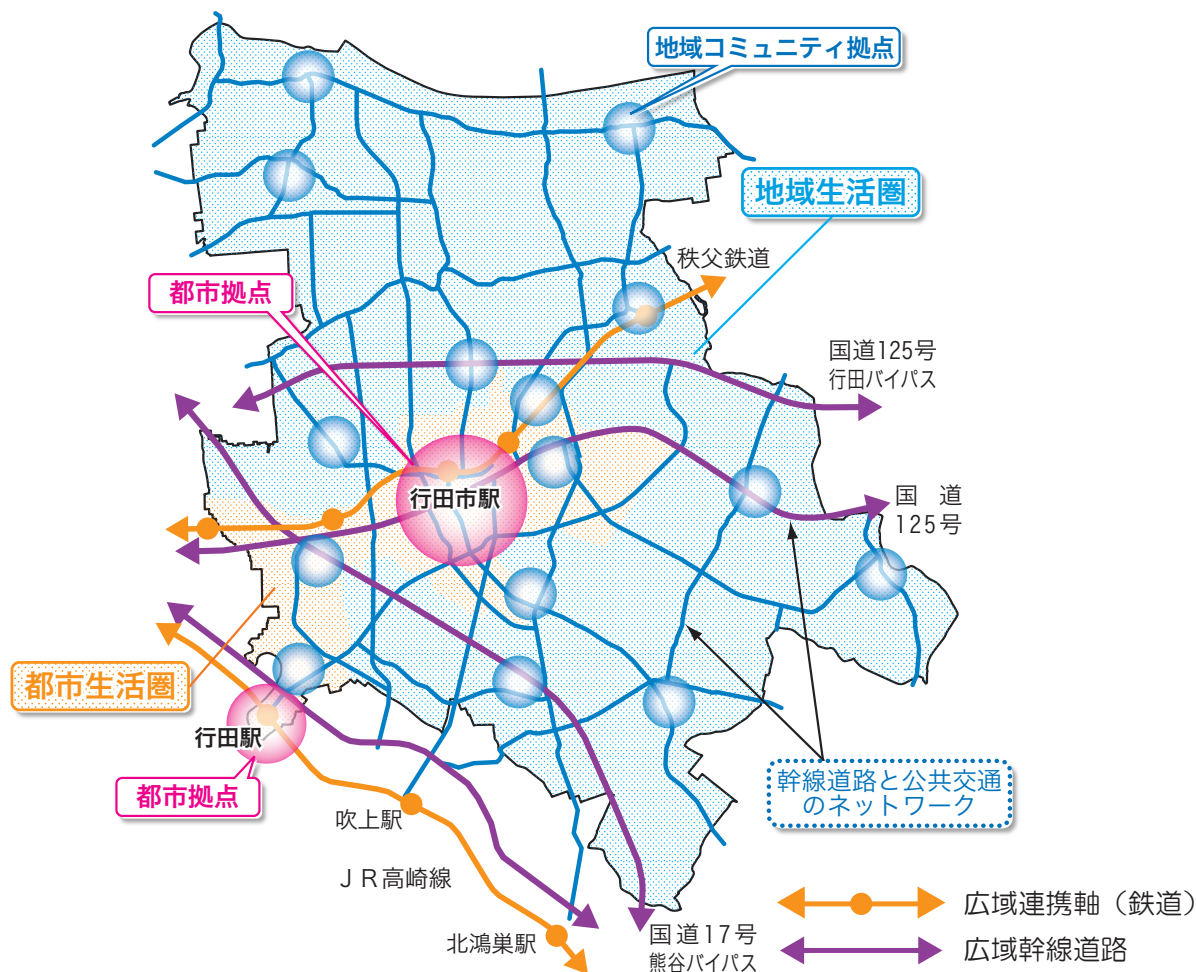 地域コミュニティ拠点
地域生活圏
秩父鉄道
都市拠点
国道125号
行田バイパス
行田市駅
国　道
125号
都市生活圏
行田駅
都市拠点
幹線道路と公共交通
のネットワーク
吹上駅
ＪＲ高崎線
広域連携軸（鉄道）
北鴻巣駅
国道17号
熊谷バイパス
広域幹線道路